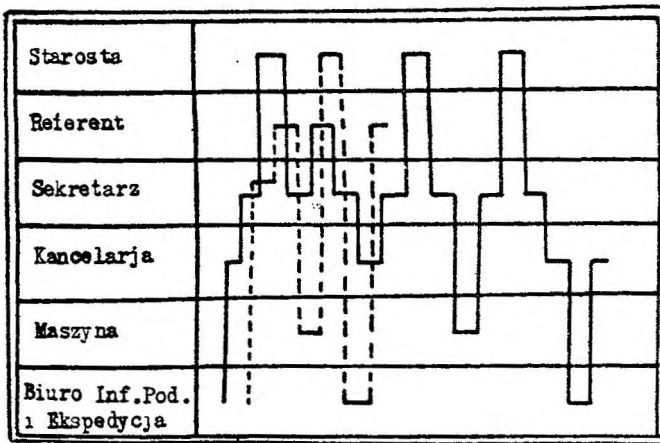 Starosta
Referent
Sekretarz
Kancelarja
Maszyna
Biuro Inf.Pod.
i Ekspedycja